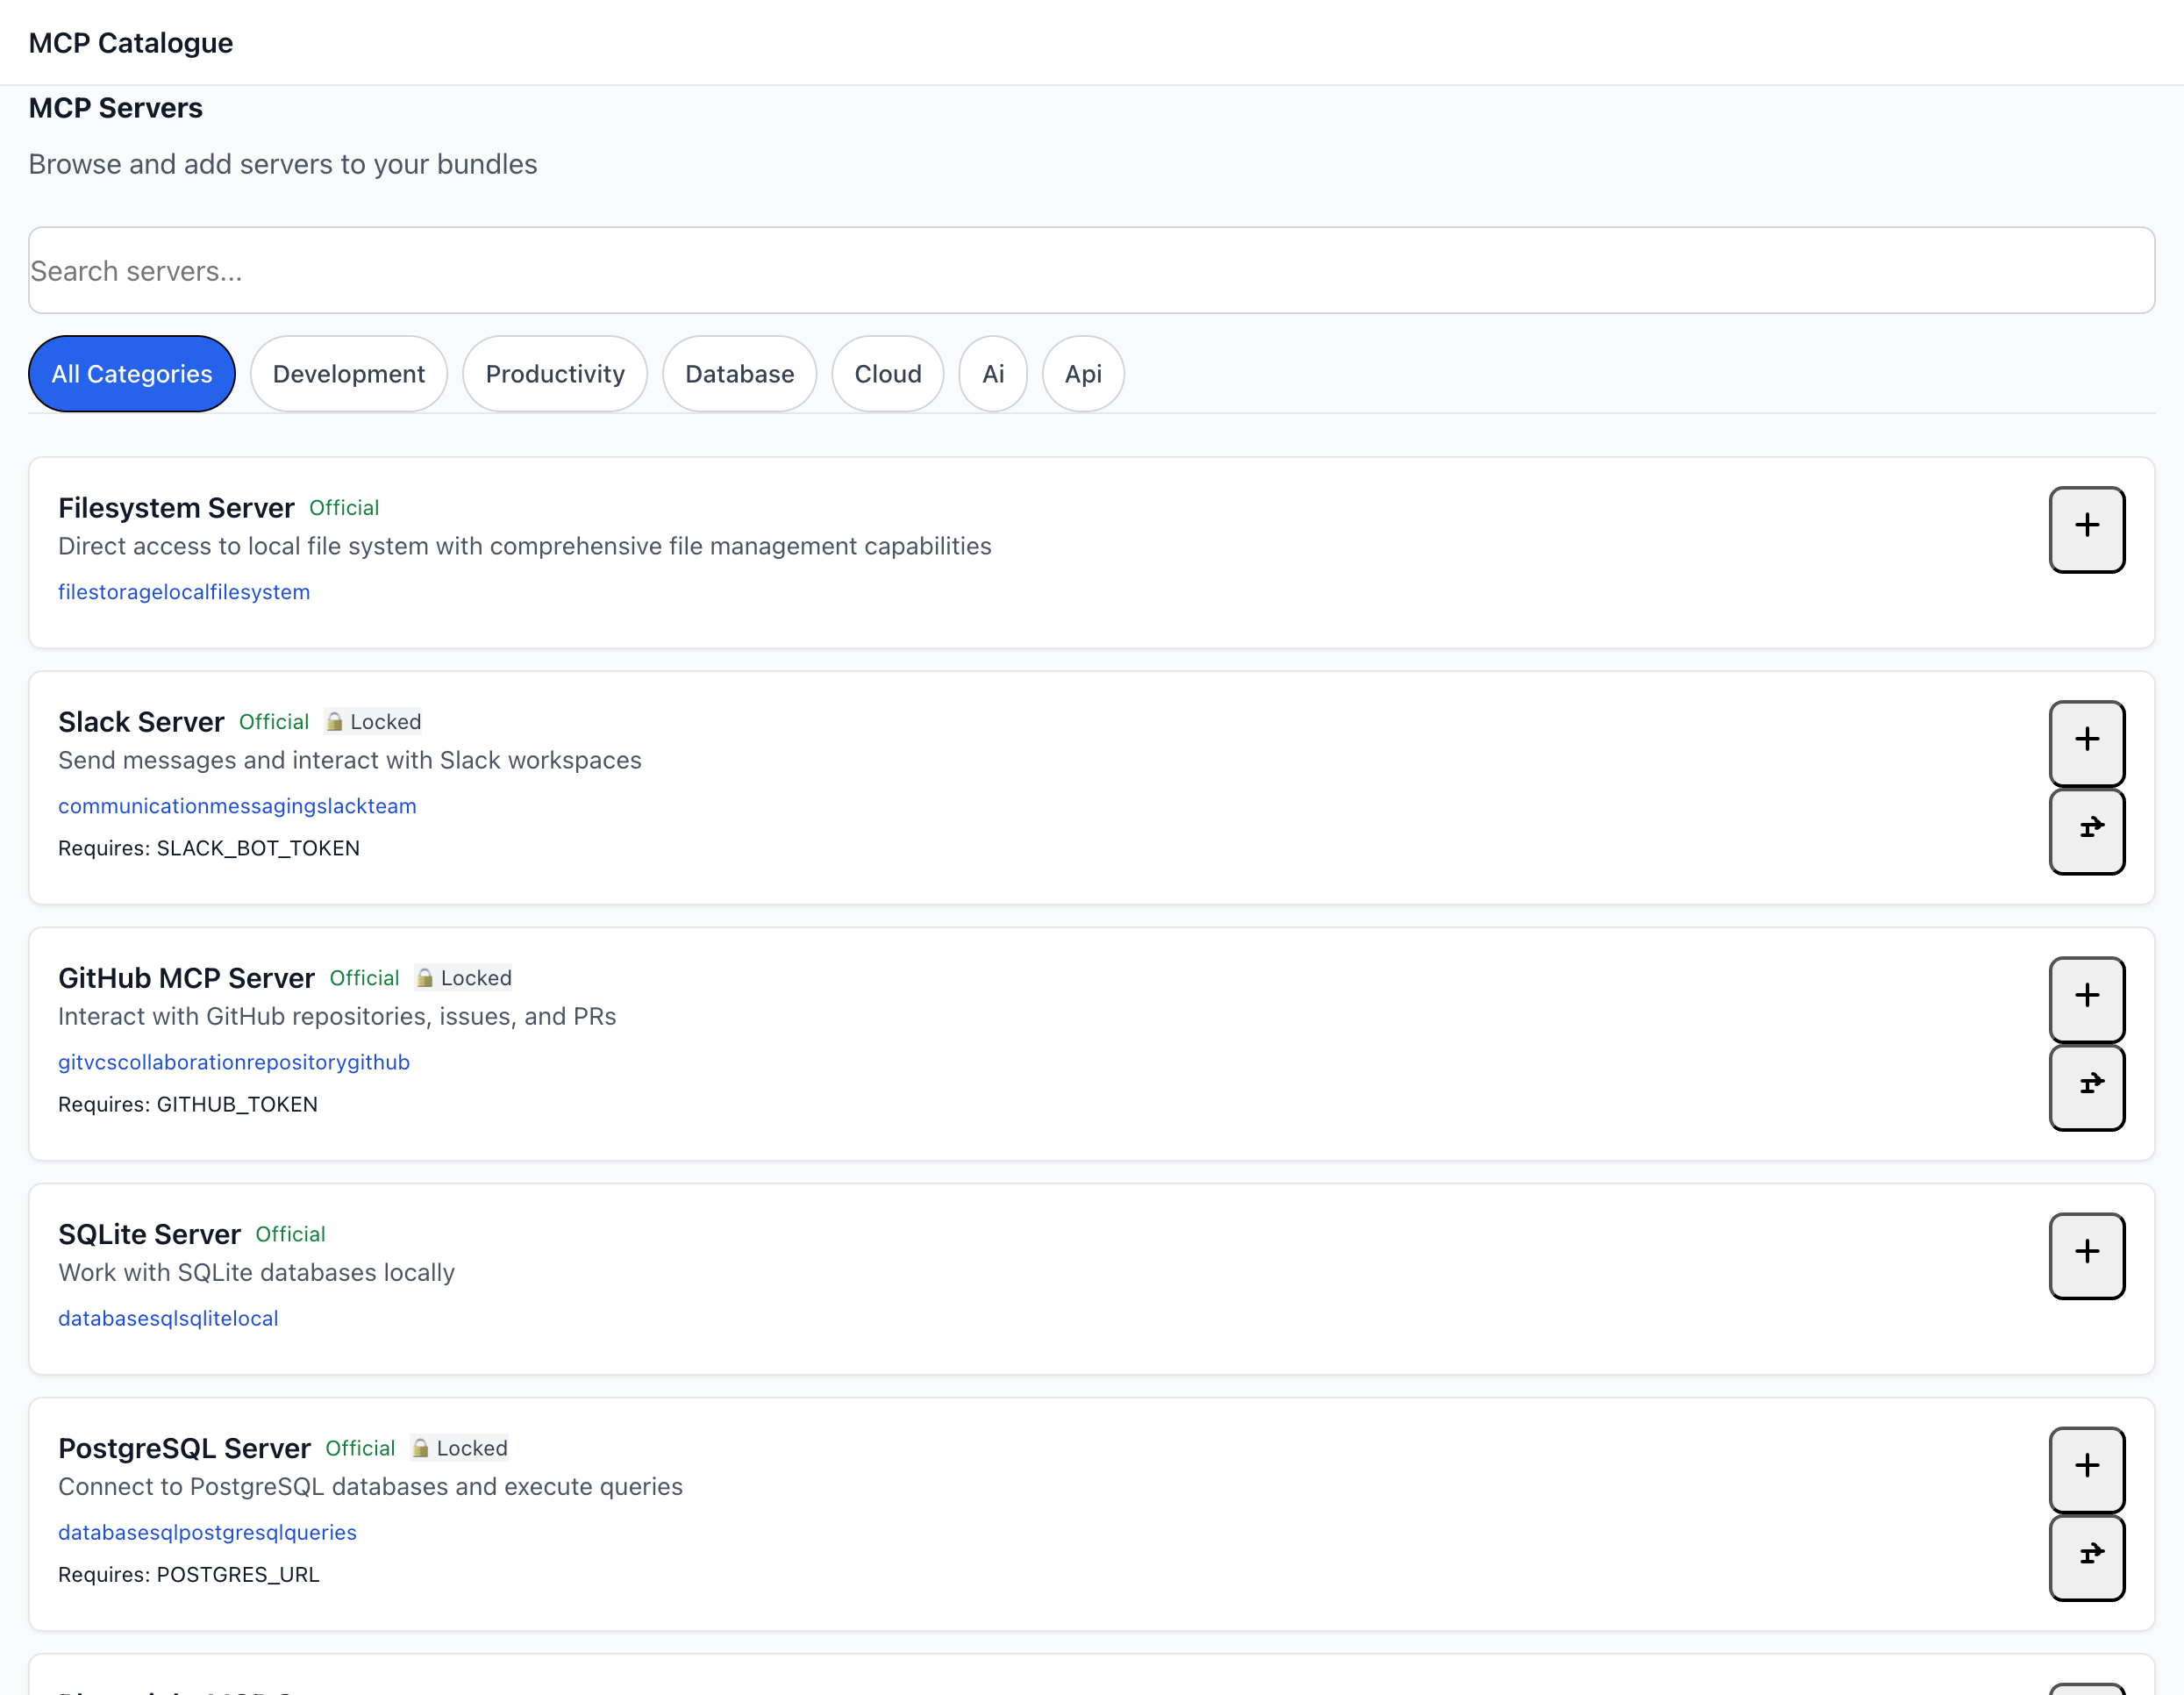 MCP Catalogue
MCP Servers
Browse and add servers to your bundles
Search servers...
All Categories Development Productivity Database Cloud Ai Api
Filesystem Server Official
Direct access to local file system with comprehensive file management capabilities
filestoragelocalfilesystem
Slack Server Official 🔒 Locked
Send messages and interact with Slack workspaces
communicationmessagingslackteam
Requires: SLACK_BOT_TOKEN
GitHub MCP Server Official 🔒 Locked
Interact with GitHub repositories, issues, and PRs
gitvcscollaborationrepositorygithub
Requires: GITHUB_TOKEN
SQLite Server Official
Work with SQLite databases locally
databasesqlsqlitelocal
PostgreSQL Server Official 🔒 Locked
Connect to PostgreSQL databases and execute queries
databasesqlpostgresqlqueries
Requires: POSTGRES_URL